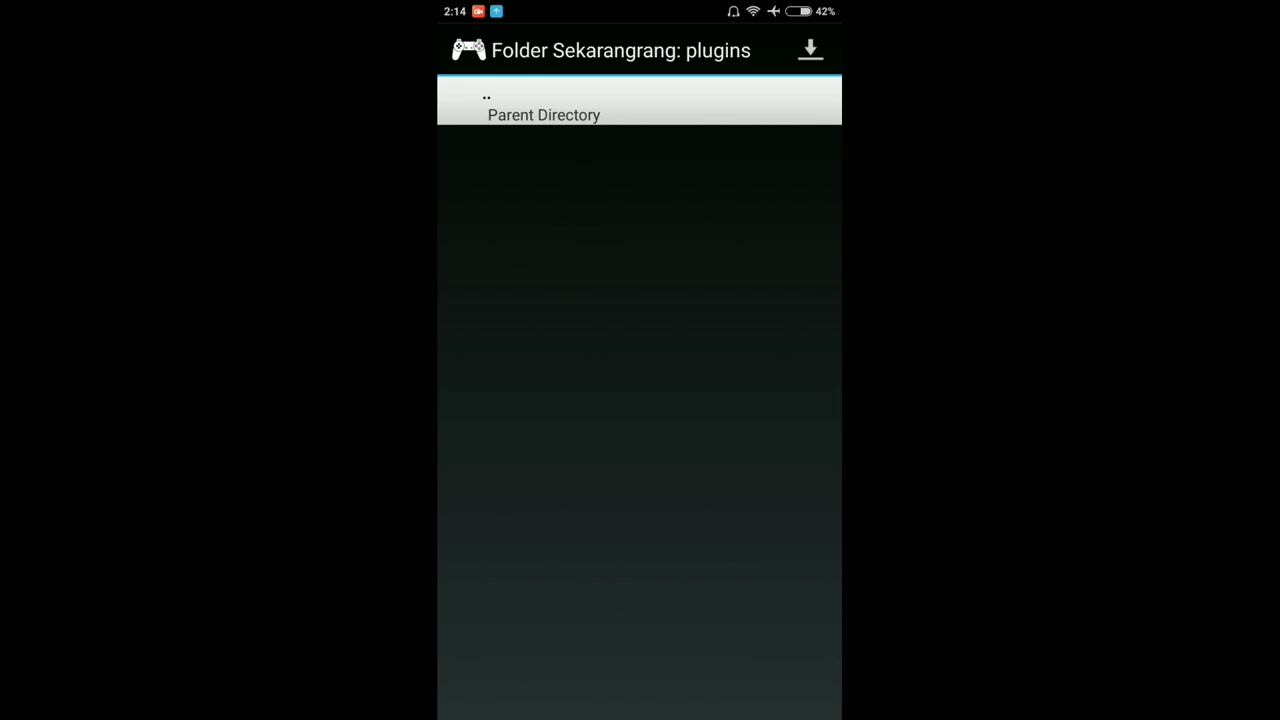 2:14 42%
Folder Sekarangrang: plugins
..
Parent Directory